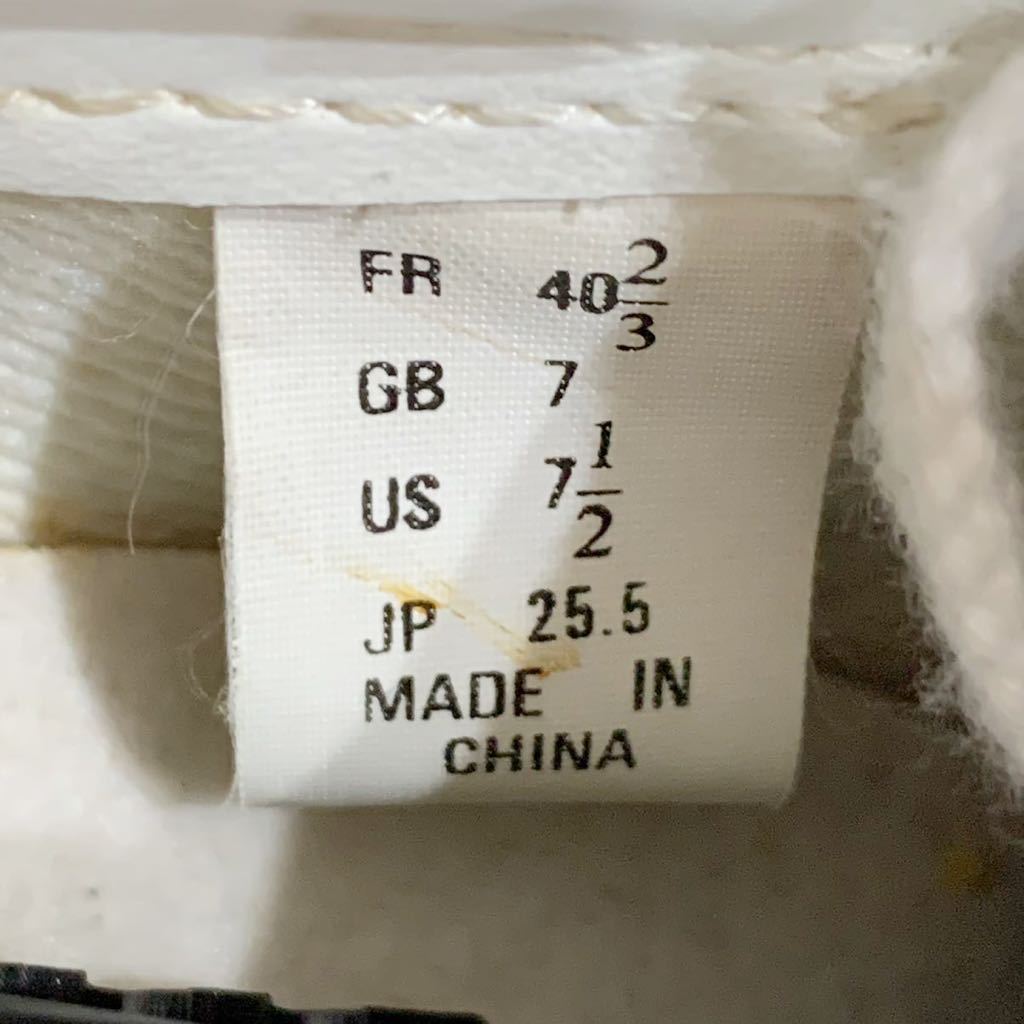 FR 40 2/3
GB 7
US 7 1/2
JP 25.5
MADE IN
CHINA